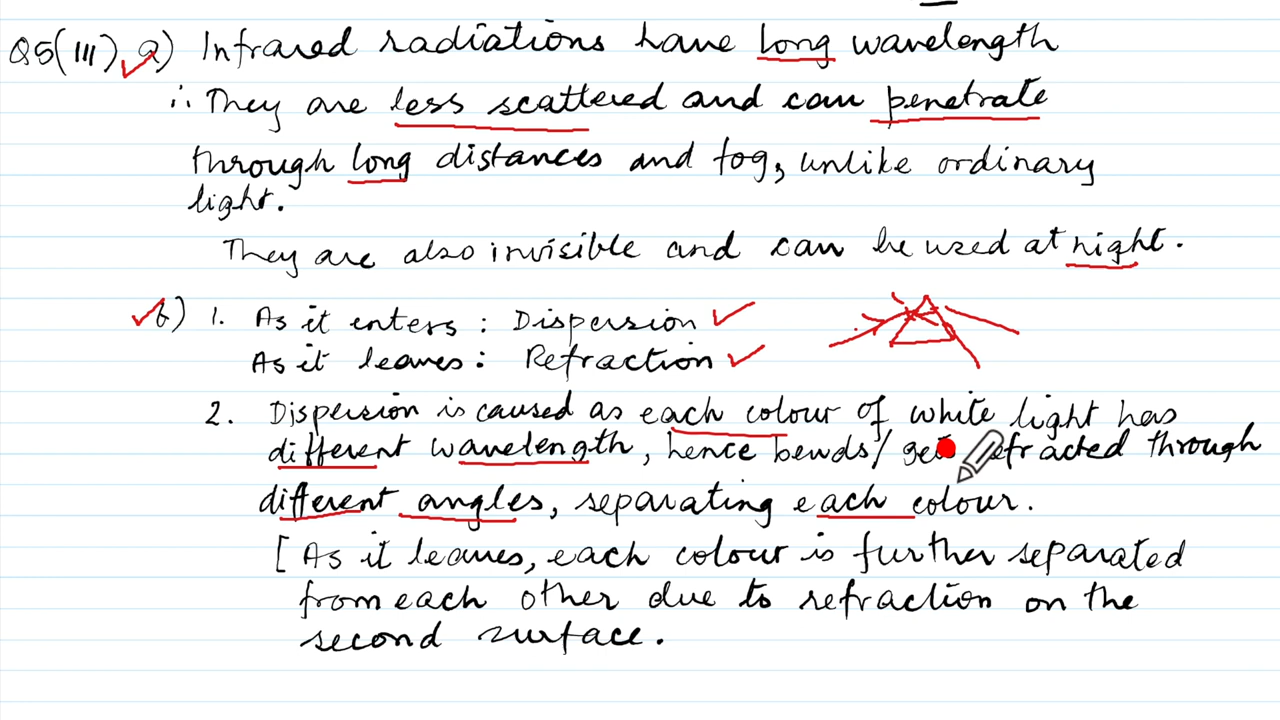 Q5(III) a) Infrared radiations have long wavelength
∴ They are less scattered and can penetrate
through long distances and fog, unlike ordinary
light.
They are also invisible and can be used at night.
b) 1. As it enters : Dispersion
As it leaves : Refraction
2. Dispersion is caused as each colour of white light has
different wavelength, hence bends/ refracted through
different angles, separating each colour.
[ As it leaves, each colour is further separated
from each other due to refraction on the
second surface.